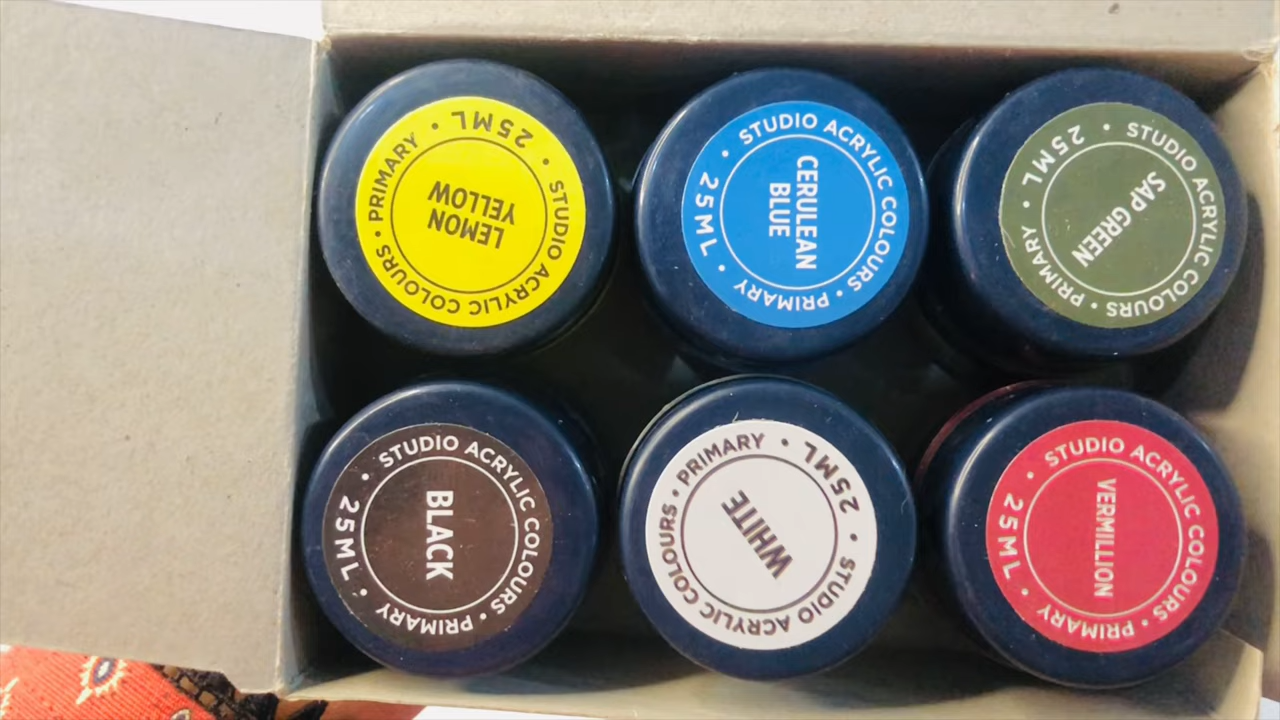 STUDIO ACRYLIC COLOURS • PRIMARY • 25ML •
LEMON
YELLOW
STUDIO ACRYLIC COLOURS • PRIMARY • 25ML •
CERULEAN
BLUE
STUDIO ACRYLIC COLOURS • PRIMARY • 25ML •
SAP GREEN
STUDIO ACRYLIC COLOURS • PRIMARY • 25ML •
BLACK
STUDIO ACRYLIC COLOURS • PRIMARY • 25ML •
WHITE
STUDIO ACRYLIC COLOURS • PRIMARY • 25ML •
VERMILLION